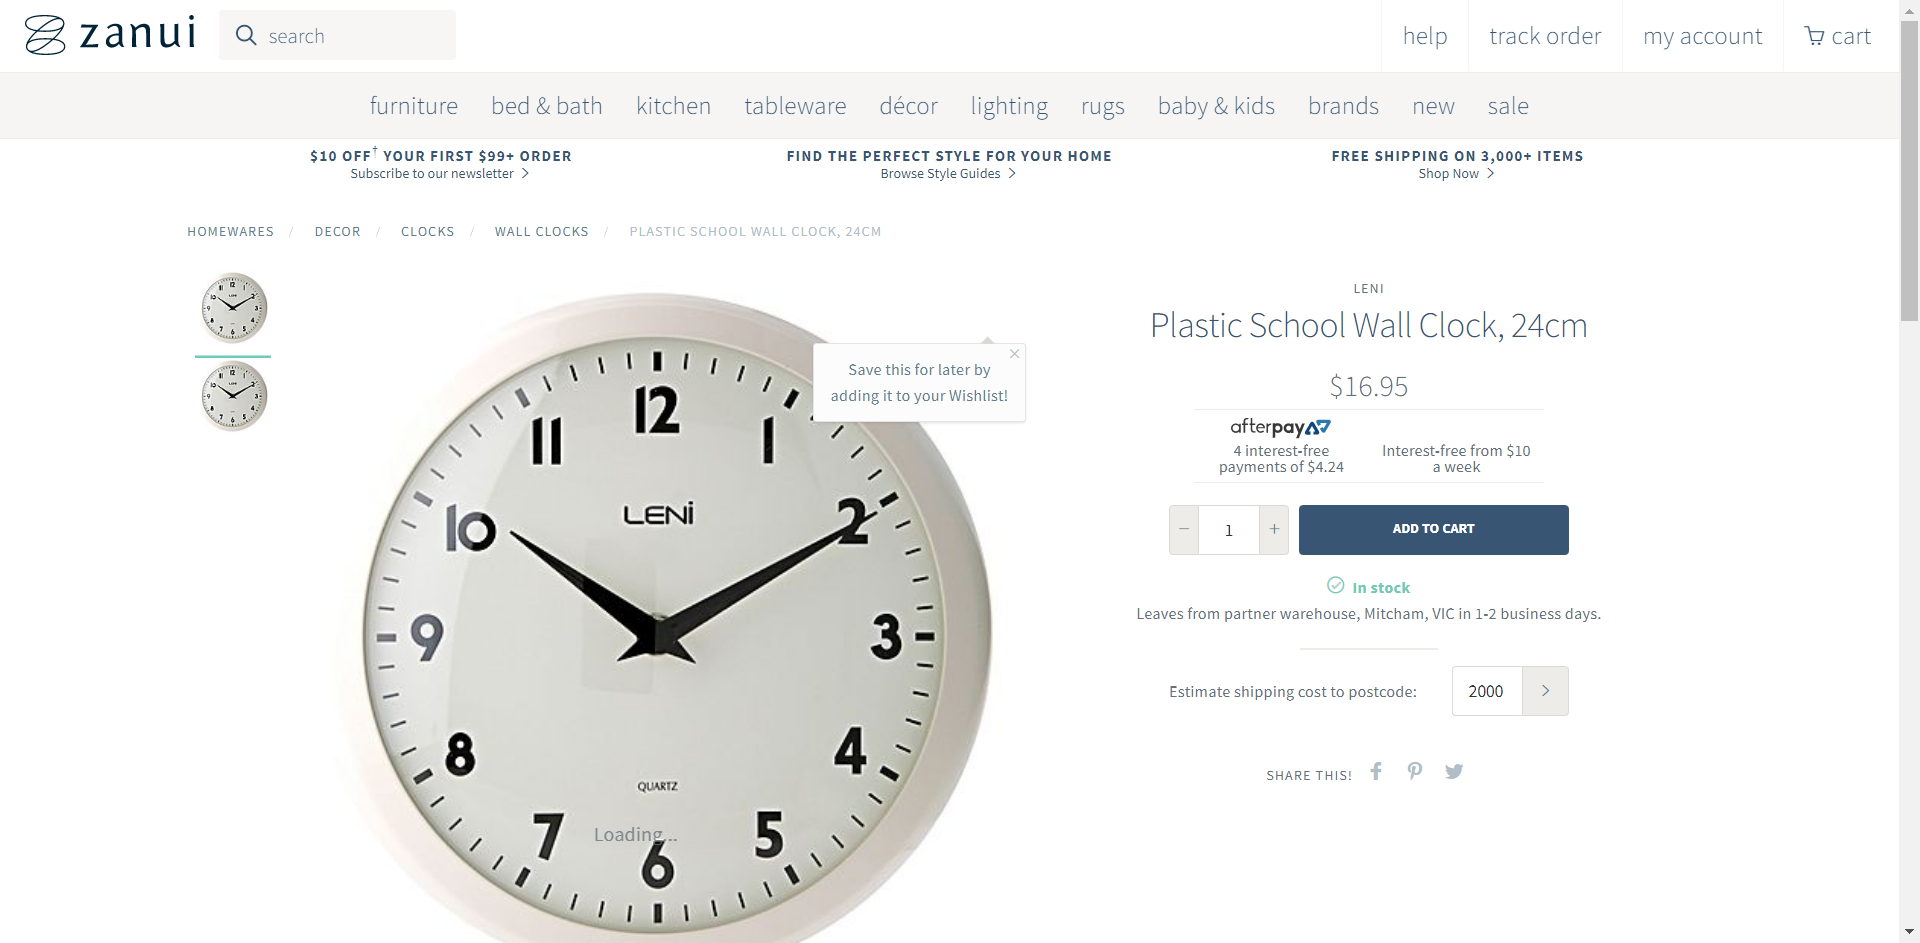 zanui
search
help
track order
my account
cart
furniture
bed & bath
kitchen
tableware
décor
lighting
rugs
baby & kids
brands
new
sale
$10 OFF† YOUR FIRST $99+ ORDER
Subscribe to our newsletter
FIND THE PERFECT STYLE FOR YOUR HOME
Browse Style Guides
FREE SHIPPING ON 3,000+ ITEMS
Shop Now
HOMEWARES / DECOR / CLOCKS / WALL CLOCKS / PLASTIC SCHOOL WALL CLOCK, 24CM
Save this for later by
adding it to your Wishlist!
12
1
2
3
4
5
6
7
8
9
10
11
LENI
QUARTZ
Loading...
LENI
Plastic School Wall Clock, 24cm
$16.95
afterpay
4 interest-free
payments of $4.24
Interest-free from $10
a week
− 1 +
ADD TO CART
In stock
Leaves from partner warehouse, Mitcham, VIC in 1-2 business days.
Estimate shipping cost to postcode:
2000
SHARE THIS!